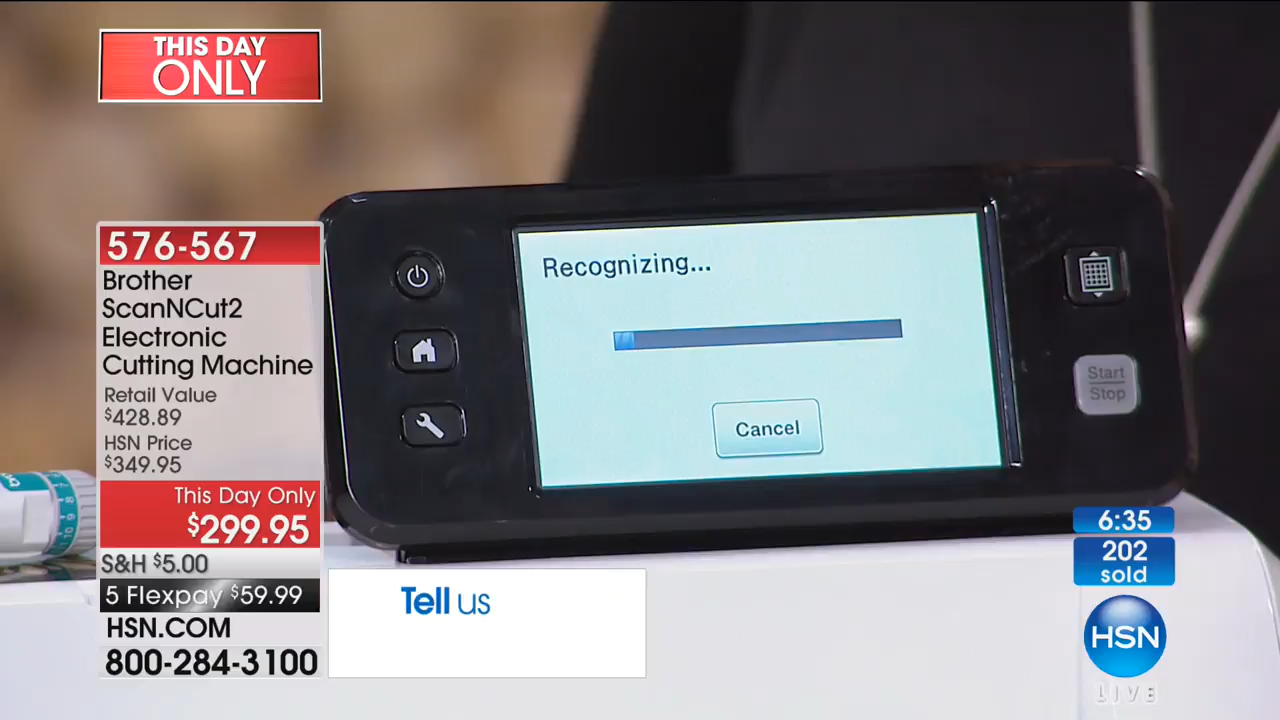 THIS DAY
ONLY
576-567
Brother
ScanNCut2
Electronic
Cutting Machine
Retail Value
$428.89
HSN Price
$349.95
This Day Only
$299.95
S&H $5.00
5 Flexpay $59.99
HSN.COM
800-284-3100
Recognizing...
Cancel
Start
Stop
Tell us
6:35
202
sold
HSN
LIVE